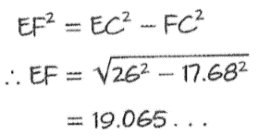 EF² = EC² − FC²
∴ EF = √26² − 17.68²
= 19.065...